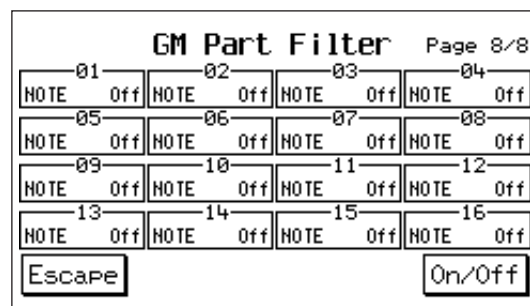 GM Part Filter Page 8/8
01 02 03 04
NOTE Off NOTE Off NOTE Off NOTE Off
05 06 07 08
NOTE Off NOTE Off NOTE Off NOTE Off
09 10 11 12
NOTE Off NOTE Off NOTE Off NOTE Off
13 14 15 16
NOTE Off NOTE Off NOTE Off NOTE Off
Escape On/Off